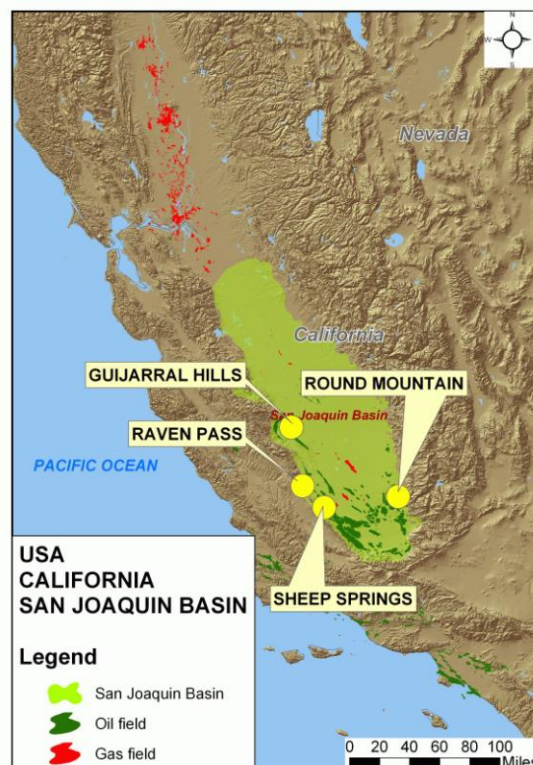 N
W
E
S
Nevada
California
GUIJARRAL HILLS
ROUND MOUNTAIN
San Joaquin Basin
RAVEN PASS
PACIFIC OCEAN
SHEEP SPRINGS
USA
CALIFORNIA
SAN JOAQUIN BASIN
Legend
San Joaquin Basin
Oil field
Gas field
0 20 40 60 80 100
Miles